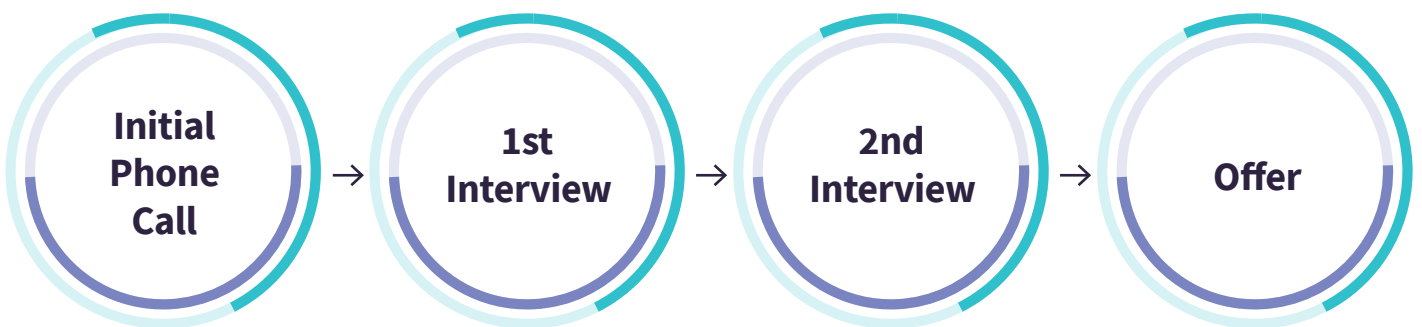 Initial
Phone
Call
1st
Interview
2nd
Interview
Offer